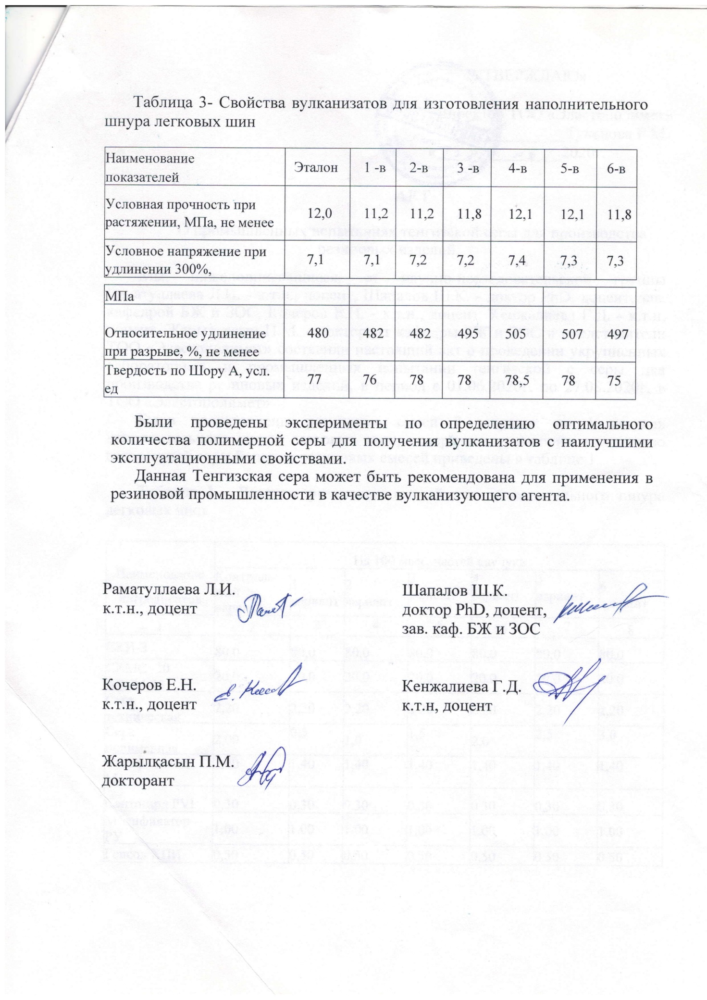 Таблица 3- Свойства вулканизатов для изготовления наполнительного
шнура легковых шин
Наименование показателей Эталон 1 -в 2-в 3 -в 4-в 5-в 6-в
Условная прочность при растяжении, МПа, не менее 12,0 11,2 11,2 11,8 12,1 12,1 11,8
Условное напряжение при удлинении 300%, 7,1 7,1 7,2 7,2 7,4 7,3 7,3
МПа
Относительное удлинение при разрыве, %, не менее 480 482 482 495 505 507 497
Твердость по Шору А, усл. ед 77 76 78 78 78,5 78 75
Были проведены эксперименты по определению оптимального
количества полимерной серы для получения вулканизатов с наилучшими
эксплуатационными свойствами.
Данная Тенгизская сера может быть рекомендована для применения в
резиновой промышленности в качестве вулканизующего агента.
Раматуллаева Л.И.
к.т.н., доцент
Шапалов Ш.К.
доктор PhD, доцент,
зав. каф. БЖ и ЗОС
Кочеров Е.Н.
к.т.н., доцент
Кенжалиева Г.Д.
к.т.н, доцент
Жарылқасын П.М.
докторант